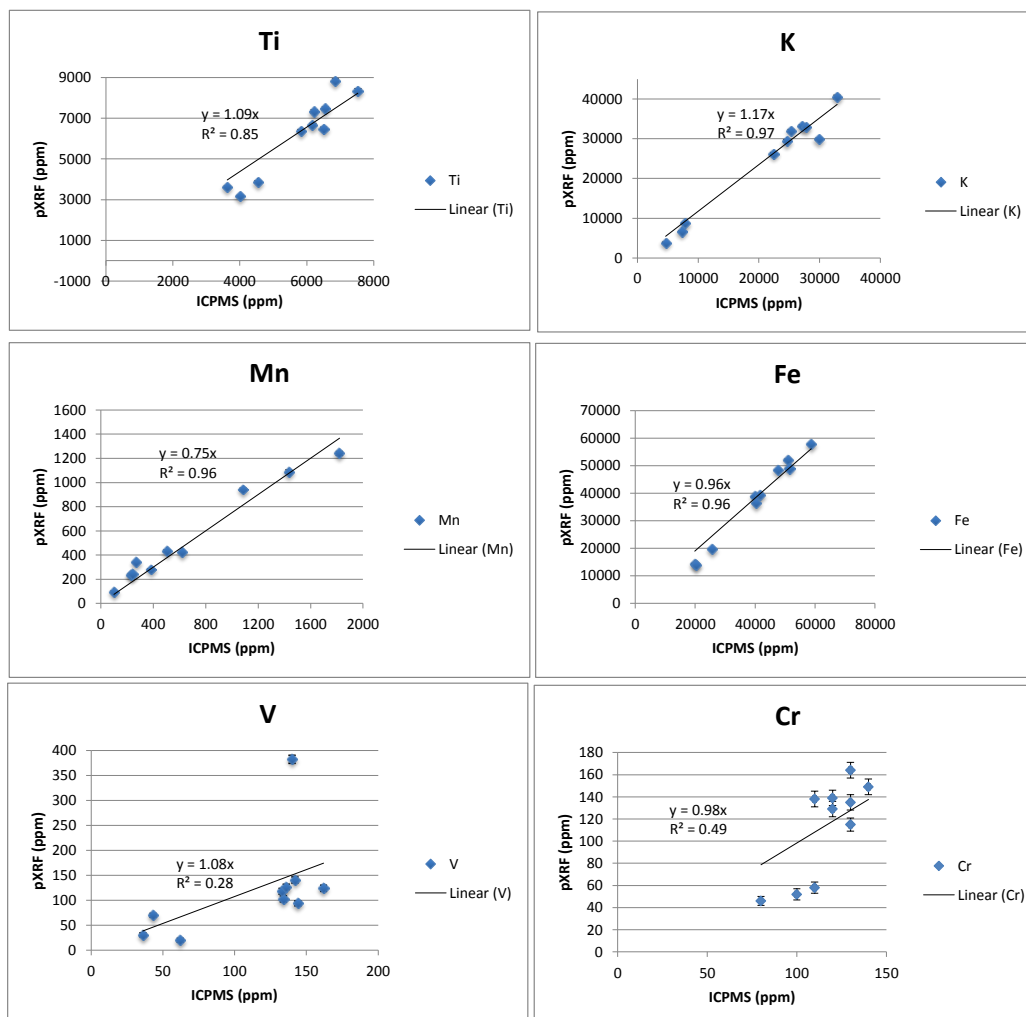 Ti
9000
7000
5000
3000
1000
-1000
pXRF (ppm)
y = 1.09x
R² = 0.85
0
2000
4000
6000
8000
ICPMS (ppm)
Ti
Linear (Ti)
K
40000
30000
20000
10000
0
pXRF (ppm)
y = 1.17x
R² = 0.97
0
10000
20000
30000
40000
ICPMS (ppm)
K
Linear (K)
Mn
1600
1400
1200
1000
800
600
400
200
0
pXRF (ppm)
y = 0.75x
R² = 0.96
0
400
800
1200
1600
2000
ICPMS (ppm)
Mn
Linear (Mn)
Fe
70000
60000
50000
40000
30000
20000
10000
0
pXRF (ppm)
y = 0.96x
R² = 0.96
0
20000
40000
60000
80000
ICPMS (ppm)
Fe
Linear (Fe)
V
400
350
300
250
200
150
100
50
0
pXRF (ppm)
y = 1.08x
R² = 0.28
0
50
100
150
200
ICPMS (ppm)
V
Linear (V)
Cr
180
160
140
120
100
80
60
40
20
0
pXRF (ppm)
y = 0.98x
R² = 0.49
0
50
100
150
ICPMS (ppm)
Cr
Linear (Cr)